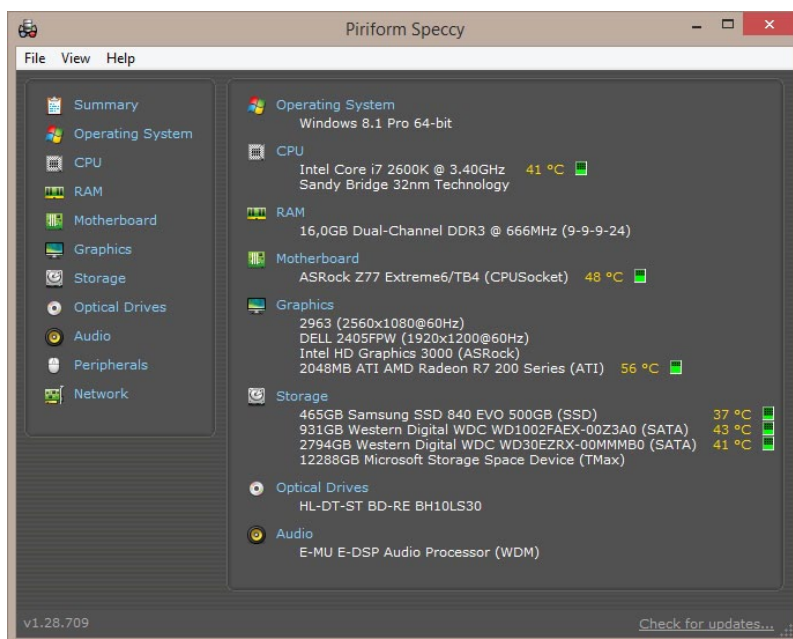 Piriform Speccy
File View Help
Summary
Operating System
CPU
RAM
Motherboard
Graphics
Storage
Optical Drives
Audio
Peripherals
Network
Operating System
Windows 8.1 Pro 64-bit
CPU
Intel Core i7 2600K @ 3.40GHz 41 °C
Sandy Bridge 32nm Technology
RAM
16,0GB Dual-Channel DDR3 @ 666MHz (9-9-9-24)
Motherboard
ASRock Z77 Extreme6/TB4 (CPUSocket) 48 °C
Graphics
2963 (2560x1080@60Hz)
DELL 2405FPW (1920x1200@60Hz)
Intel HD Graphics 3000 (ASRock)
2048MB ATI AMD Radeon R7 200 Series (ATI) 56 °C
Storage
465GB Samsung SSD 840 EVO 500GB (SSD) 37 °C
931GB Western Digital WDC WD1002FAEX-00Z3A0 (SATA) 43 °C
2794GB Western Digital WDC WD30EZRX-00MMMB0 (SATA) 41 °C
12288GB Microsoft Storage Space Device (TMax)
Optical Drives
HL-DT-ST BD-RE BH10LS30
Audio
E-MU E-DSP Audio Processor (WDM)
v1.28.709
Check for updates...